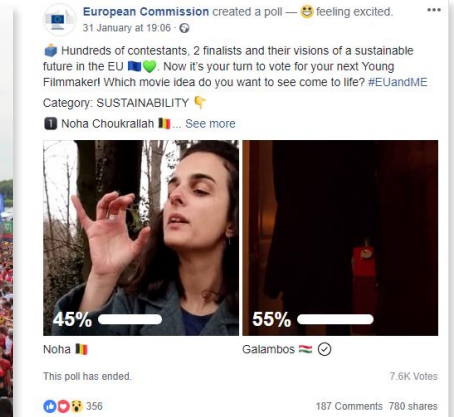 European Commission created a poll — 😃 feeling excited.
31 January at 19:06
🗳️ Hundreds of contestants, 2 finalists and their visions of a sustainable
future in the EU 🇪🇺💚. Now it's your turn to vote for your next Young
Filmmaker! Which movie idea do you want to see come to life? #EUandME
Category: SUSTAINABILITY 👇
1️⃣ Noha Choukrallah 🇧🇪... See more
45%
55%
Noha 🇧🇪
Galambos 🇭🇺
This poll has ended.
7.6K Votes
356
187 Comments 780 shares